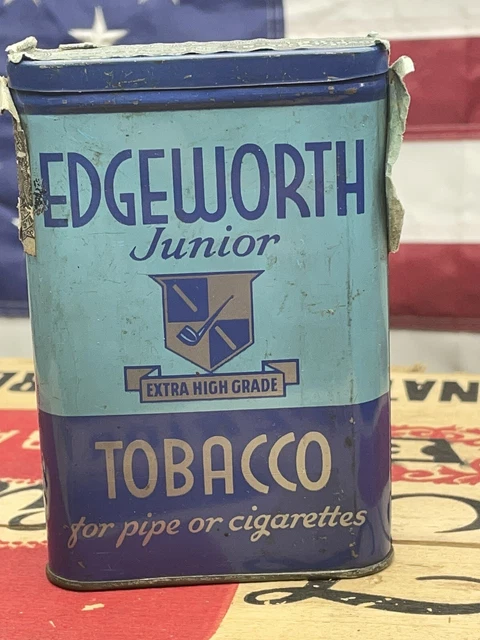 EDGEWORTH
Junior
EXTRA HIGH GRADE
TOBACCO
for pipe or cigarettes